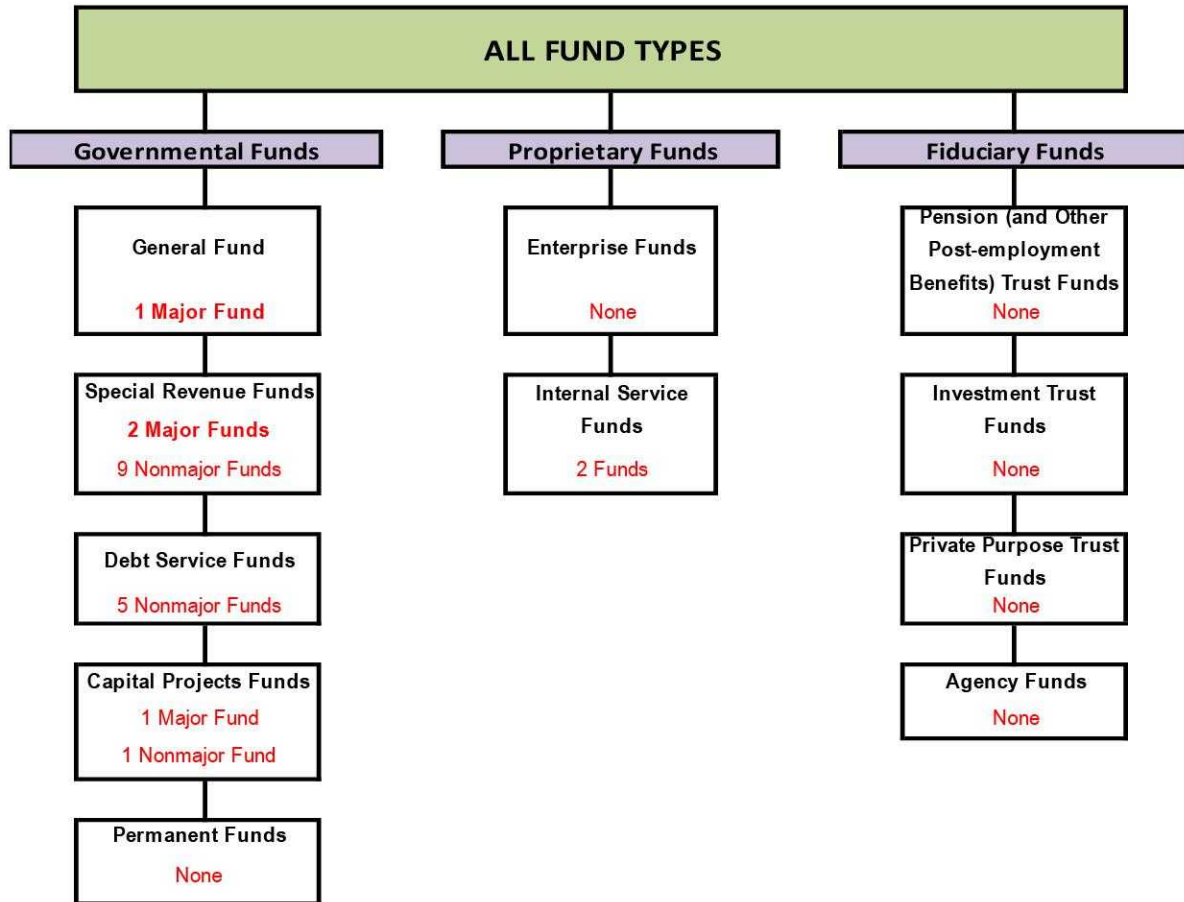 ALL FUND TYPES
Governmental Funds
General Fund
1 Major Fund
Special Revenue Funds
2 Major Funds
9 Nonmajor Funds
Debt Service Funds
5 Nonmajor Funds
Capital Projects Funds
1 Major Fund
1 Nonmajor Fund
Permanent Funds
None
Proprietary Funds
Enterprise Funds
None
Internal Service
Funds
2 Funds
Fiduciary Funds
Pension (and Other
Post-employment
Benefits) Trust Funds
None
Investment Trust
Funds
None
Private Purpose Trust
Funds
None
Agency Funds
None